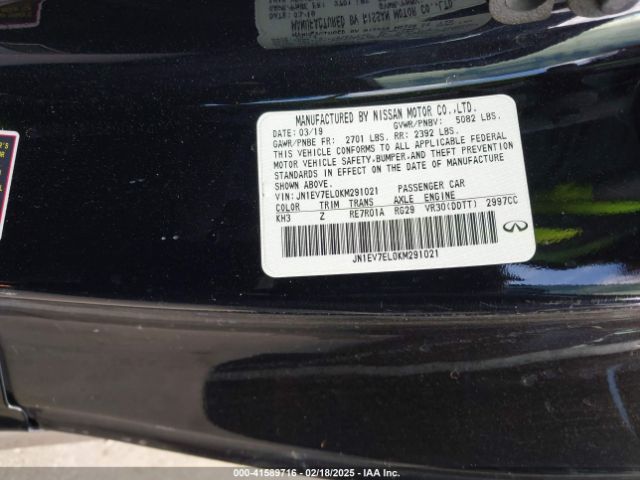 MANUFACTURED BY NISSAN MOTOR CO.,LTD.
DATE: 03/19 GVWR/PNBV: 5082 LBS.
GAWR/PNBE FR: 2701 LBS. RR: 2392 LBS.
THIS VEHICLE CONFORMS TO ALL APPLICABLE FEDERAL
MOTOR VEHICLE SAFETY,BUMPER,AND THEFT PREVENTION
STANDARDS IN EFFECT ON THE DATE OF MANUFACTURE
SHOWN ABOVE.
VIN:JN1EV7EL0KM291021 PASSENGER CAR
COLOR TRIM TRANS AXLE ENGINE
KH3 Z RE7R01A RG29 VR30(DDTT) 2997CC
JN1EV7EL0KM291021
INFINITI
000-41589716 - 02/18/2025 - IAA Inc.